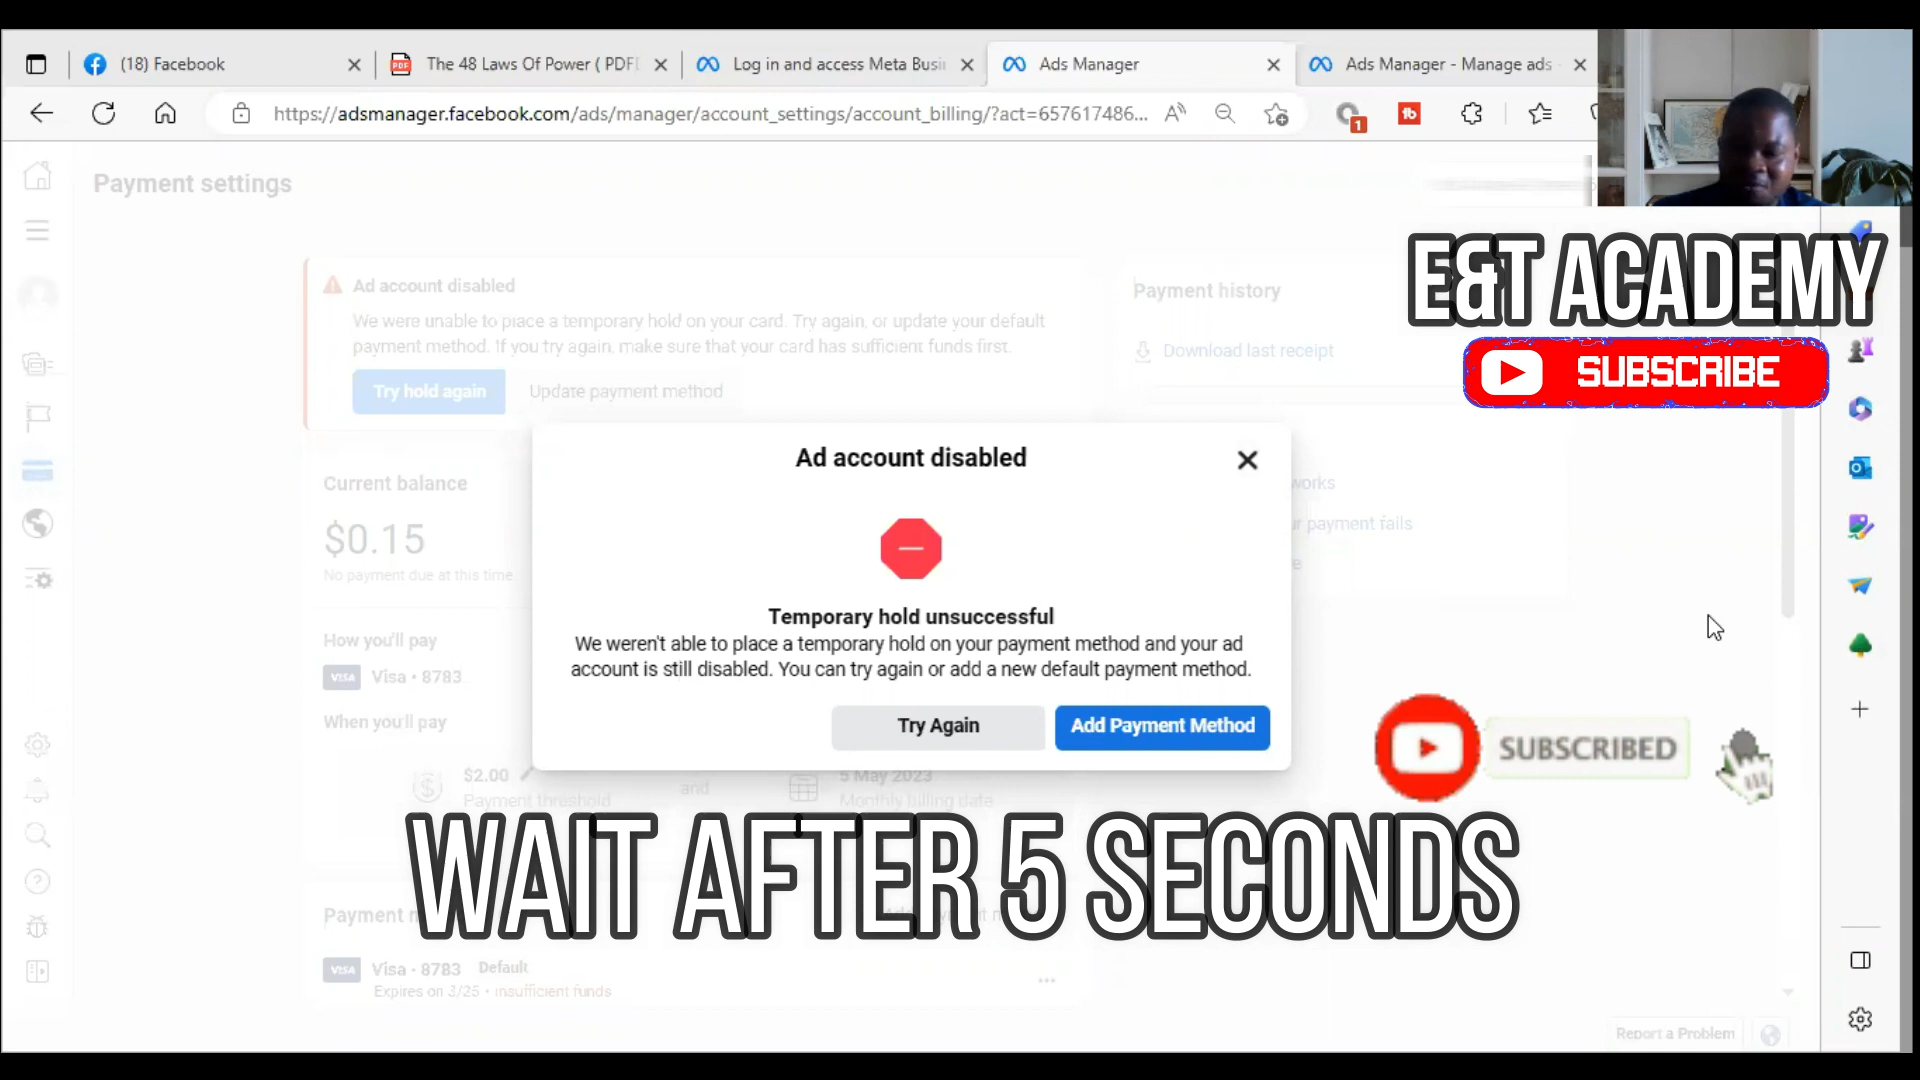 (18) Facebook
The 48 Laws Of Power ( PDF
Log in and access Meta Busi
Ads Manager
Ads Manager - Manage ads
https://adsmanager.facebook.com/ads/manager/account_settings/account_billing/?act=657617486...
1
Payment settings
E&T ACADEMY
SUBSCRIBE
Ad account disabled
We were unable to place a temporary hold on your card. Try again, or update your default
payment method. If you try again, make sure that your card has sufficient funds first.
Try hold again
Update payment method
Payment history
Download last receipt
Ad account disabled
Temporary hold unsuccessful
We weren't able to place a temporary hold on your payment method and your ad
account is still disabled. You can try again or add a new default payment method.
Try Again
Add Payment Method
works
payment fails
Current balance
$0.15
No payment due at this time.
How you'll pay
VISA
Visa • 8783
When you'll pay
$2.00
Payment threshold
and
5 May 2023
Monthly billing date
SUBSCRIBED
WAIT AFTER 5 SECONDS
Payment
VISA
Visa • 8783
Default
Expires on 3/25 • Insufficient funds
Report a Problem